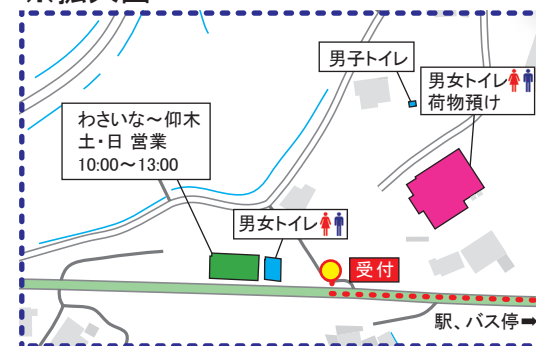 男子トイレ
男女トイレ
荷物預け
わさいな～仰木
土・日 営業
10:00～13:00
男女トイレ
受付
駅、バス停➡